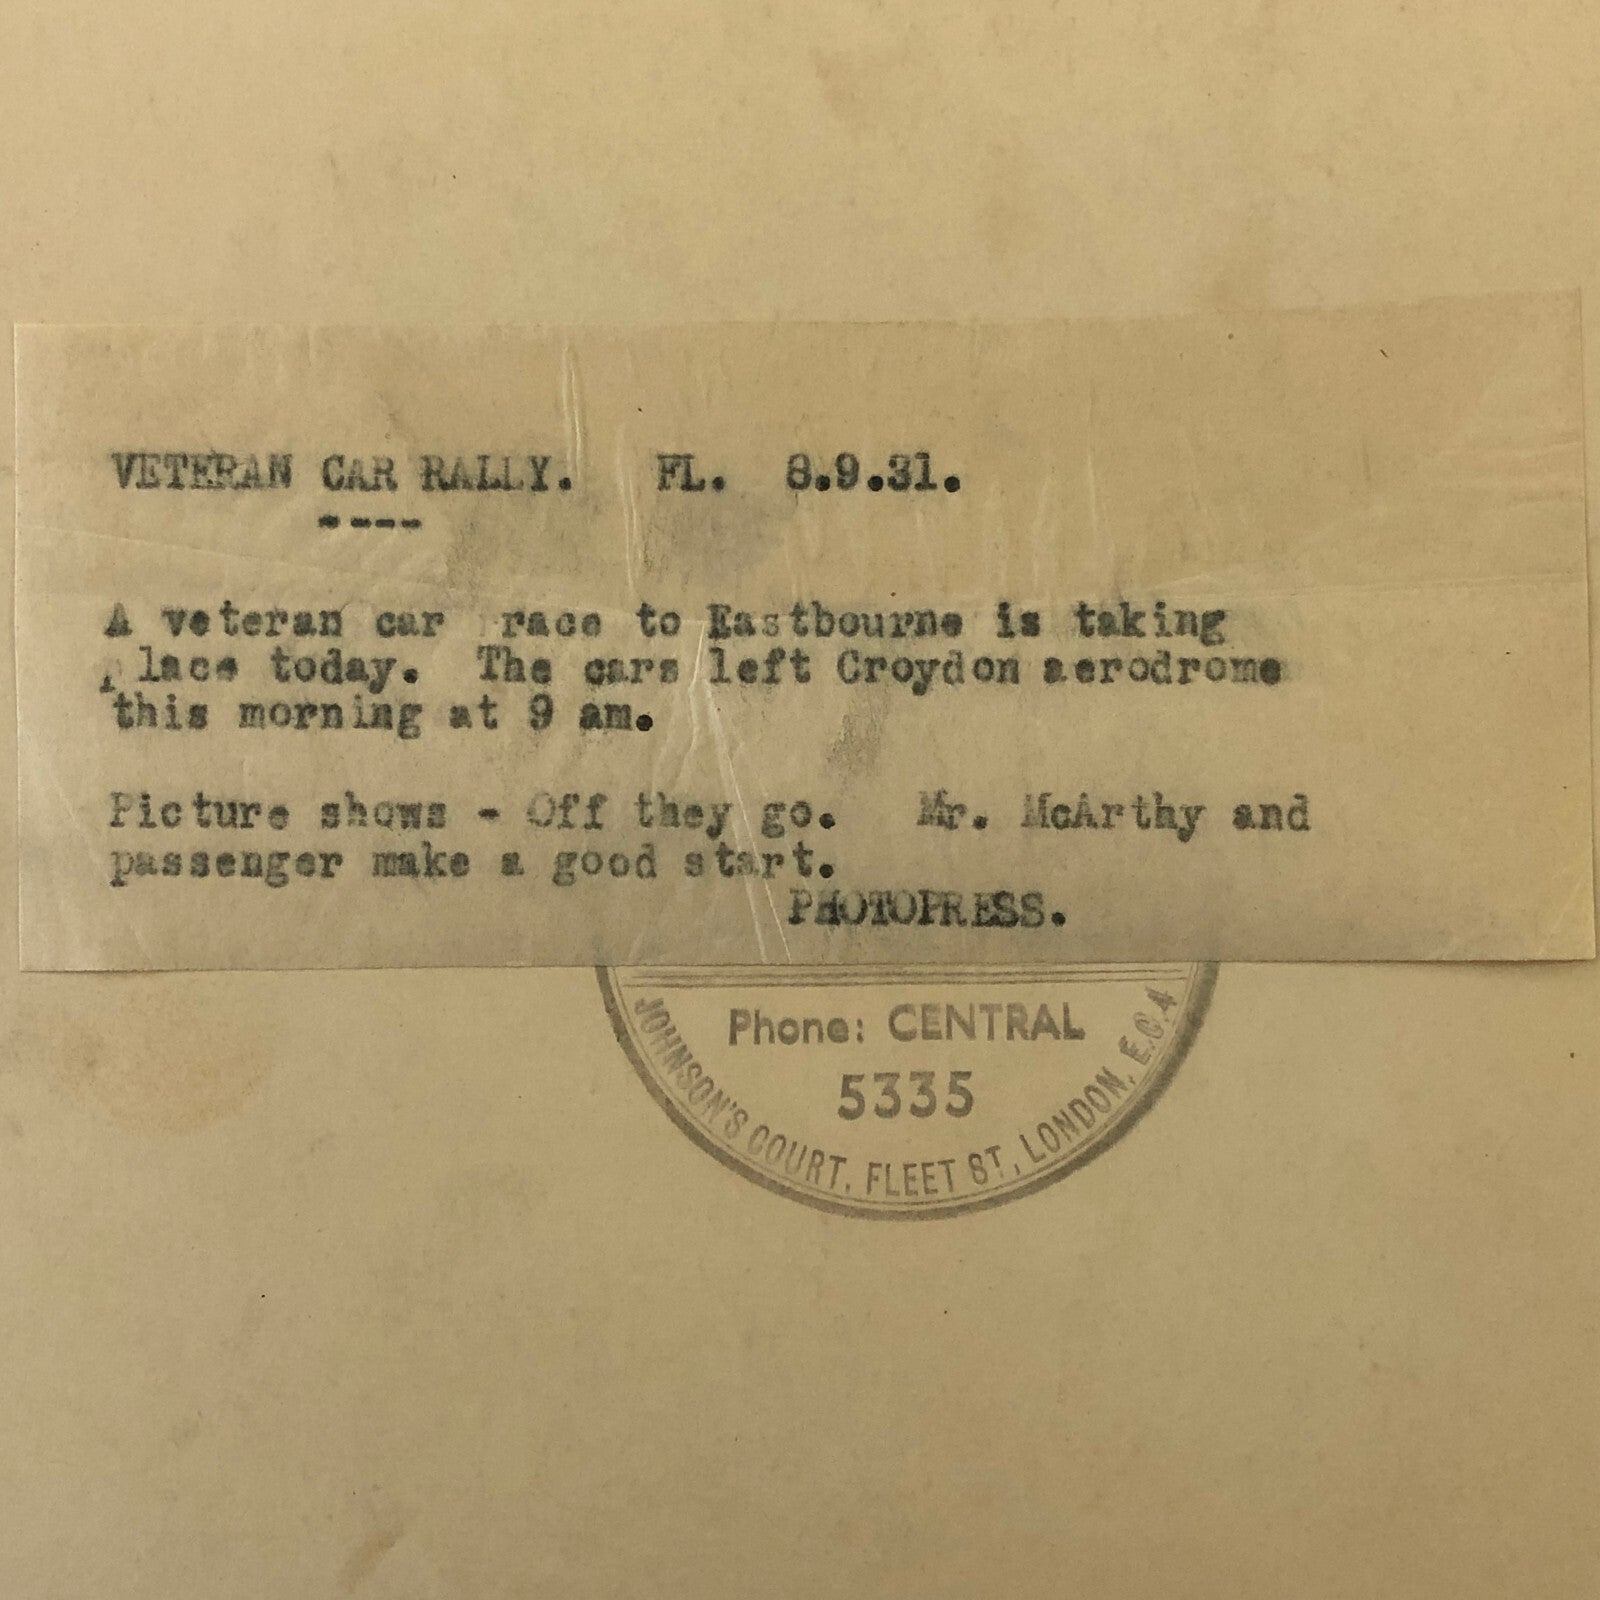 VETERAN CAR RALLY. FL. 8.9.31.
----
A veteran car race to Eastbourne is taking
place today. The cars left Croydon aerodrome
this morning at 9 am.
Picture shows - Off they go. Mr. McArthy and
passenger make a good start.
PHOTOPRESS.
Phone: CENTRAL
5335
JOHNSON'S COURT, FLEET ST, LONDON, E.C.4